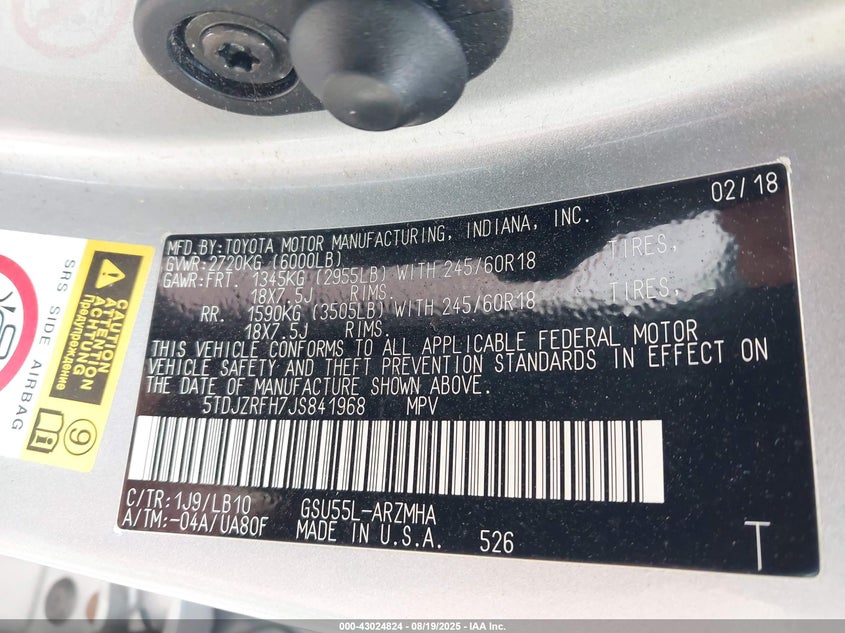 02/18
MFD.BY:TOYOTA MOTOR MANUFACTURING, INDIANA, INC.
GVWR:2720KG (6000LB)
GAWR:FRT. 1345KG (2955LB) WITH 245/60R18 TIRES,
18X7.5J RIMS.
RR. 1590KG (3505LB) WITH 245/60R18 TIRES,
18X7.5J RIMS.
THIS VEHICLE CONFORMS TO ALL APPLICABLE FEDERAL MOTOR
VEHICLE SAFETY AND THEFT PREVENTION STANDARDS IN EFFECT ON
THE DATE OF MANUFACTURE SHOWN ABOVE.
5TDJZRFH7JS841968 MPV
C/TR:1J9/LB10 GSU55L-ARZMHA
A/TM:-04A/UA80F MADE IN U.S.A. 526
T
SRS SIDE AIRBAG
CAUTION
ATTENTION
ACHTUNG
Предупреждение
9
000-43024824 - 08/19/2025 - IAA Inc.